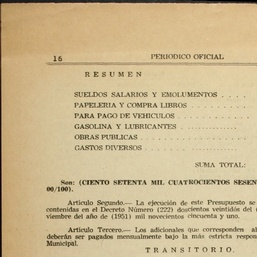 16 PERIODICO OFICIAL
RESUMEN
SUELDOS SALARIOS Y EMOLUMENTOS . . . .
PAPELERIA Y COMPRA LIBROS . . . .
PARA PAGO DE VEHICULOS . . . .
GASOLINA Y LUBRICANTES . . . . . . . . . . . . .
OBRAS PUBLICAS . . . .
GASTOS DIVERSOS . . . .
SUMA TOTAL:
Son: (CIENTO SETENTA MIL CUATROCIENTOS SESEN
00/100).
Artículo Segundo.— La ejecución de este Presupuesto se
contenidas en el Decreto Número (222) doscientos veintidós del
viembre del año de (1951) mil novecientos cincuenta y uno.
Artículo Tercero.— Los adicionales que corresponden
deberán ser pagados mensualmente bajo la más estricta respon
Municipal.
TRANSITORIO.